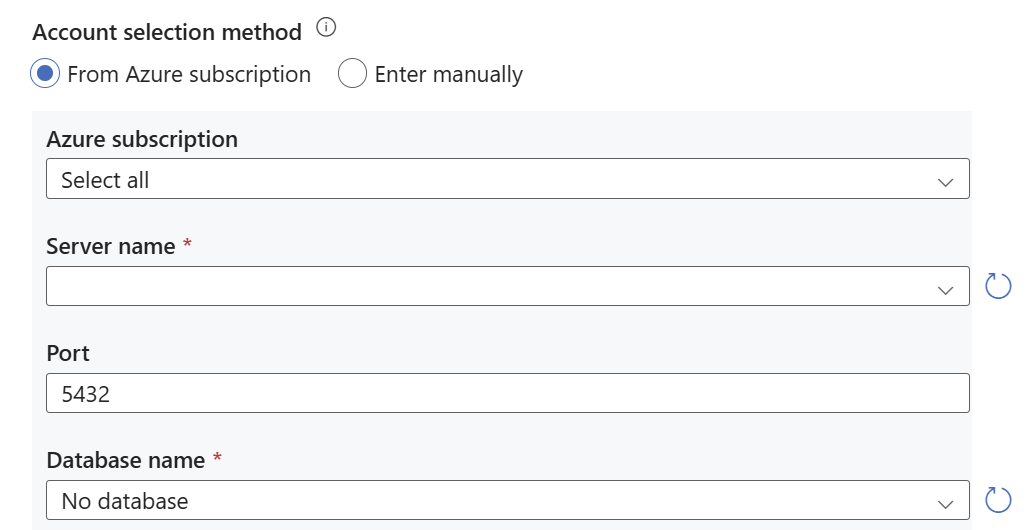 Account selection method
From Azure subscription Enter manually
Azure subscription
Select all
Server name *
Port
5432
Database name *
No database